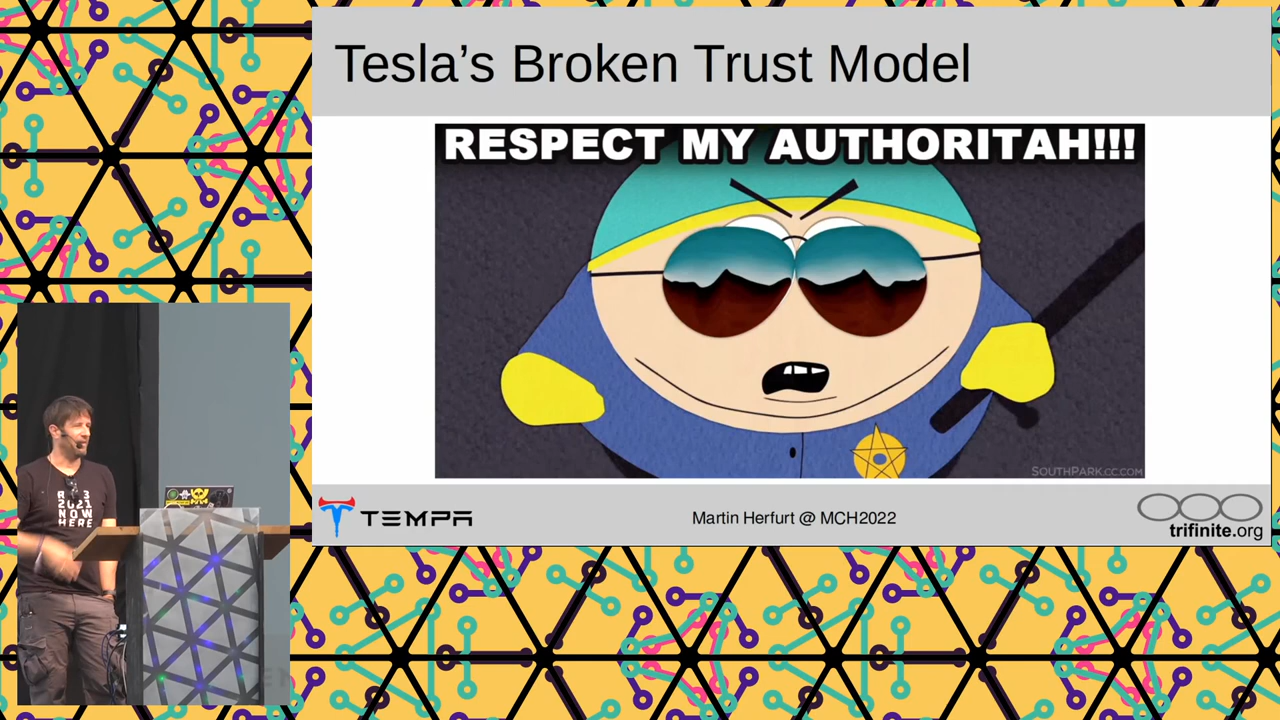 Tesla's Broken Trust Model
RESPECT MY AUTHORITAH!!!
SOUTHPARK.CC.COM
TEMPA
Martin Herfurt @ MCH2022
trifinite.org
2021
NOW
HERE